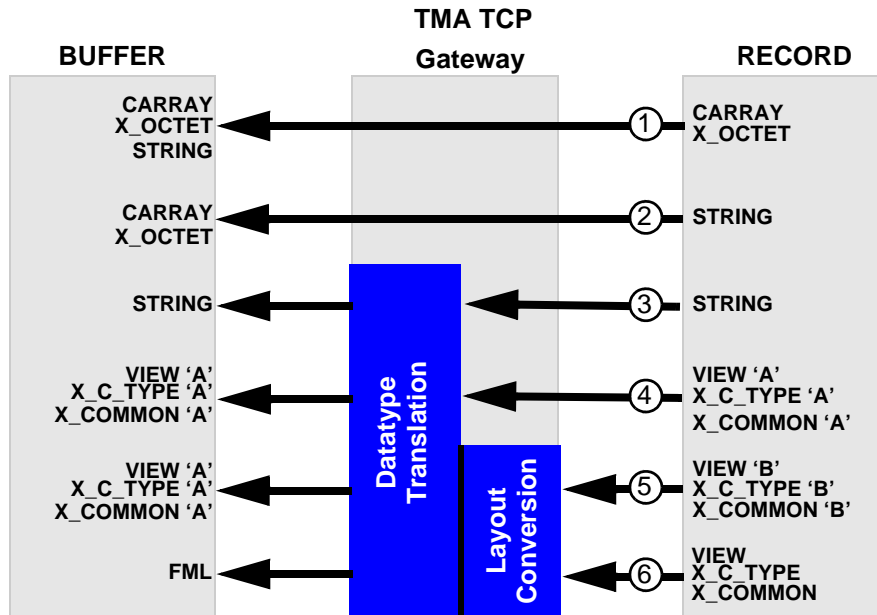 TMA TCP
Gateway
BUFFER
RECORD
CARRAY
X_OCTET
STRING
1
CARRAY
X_OCTET
CARRAY
X_OCTET
2
STRING
STRING
3
STRING
VIEW ‘A’
X_C_TYPE ‘A’
X_COMMON ‘A’
4
VIEW ‘A’
X_C_TYPE ‘A’
X_COMMON ‘A’
Datatype
Translation
VIEW ‘A’
X_C_TYPE ‘A’
X_COMMON ‘A’
Layout
Conversion
5
VIEW ‘B’
X_C_TYPE ‘B’
X_COMMON ‘B’
FML
6
VIEW
X_C_TYPE
X_COMMON